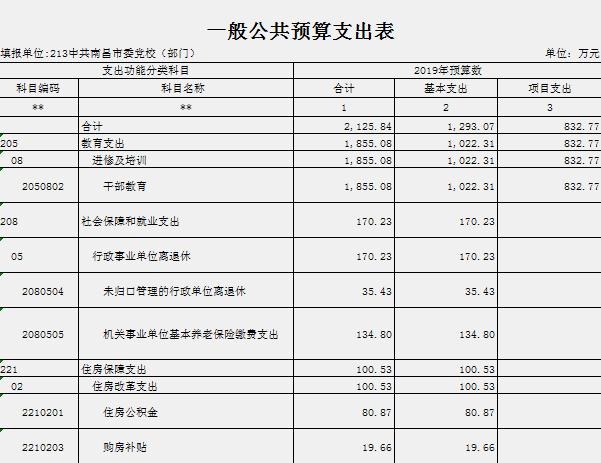 一般公共预算支出表
填报单位:213中共南昌市委党校（部门） 单位：万元
支出功能分类科目 2019年预算数
科目编码 科目名称 合计 基本支出 项目支出
** ** 1 2 3
合计 2,125.84 1,293.07 832.77
205 教育支出 1,855.08 1,022.31 832.77
08 进修及培训 1,855.08 1,022.31 832.77
2050802 干部教育 1,855.08 1,022.31 832.77
208 社会保障和就业支出 170.23 170.23
05 行政事业单位离退休 170.23 170.23
2080504 未归口管理的行政单位离退休 35.43 35.43
2080505 机关事业单位基本养老保险缴费支出 134.80 134.80
221 住房保障支出 100.53 100.53
02 住房改革支出 100.53 100.53
2210201 住房公积金 80.87 80.87
2210203 购房补贴 19.66 19.66